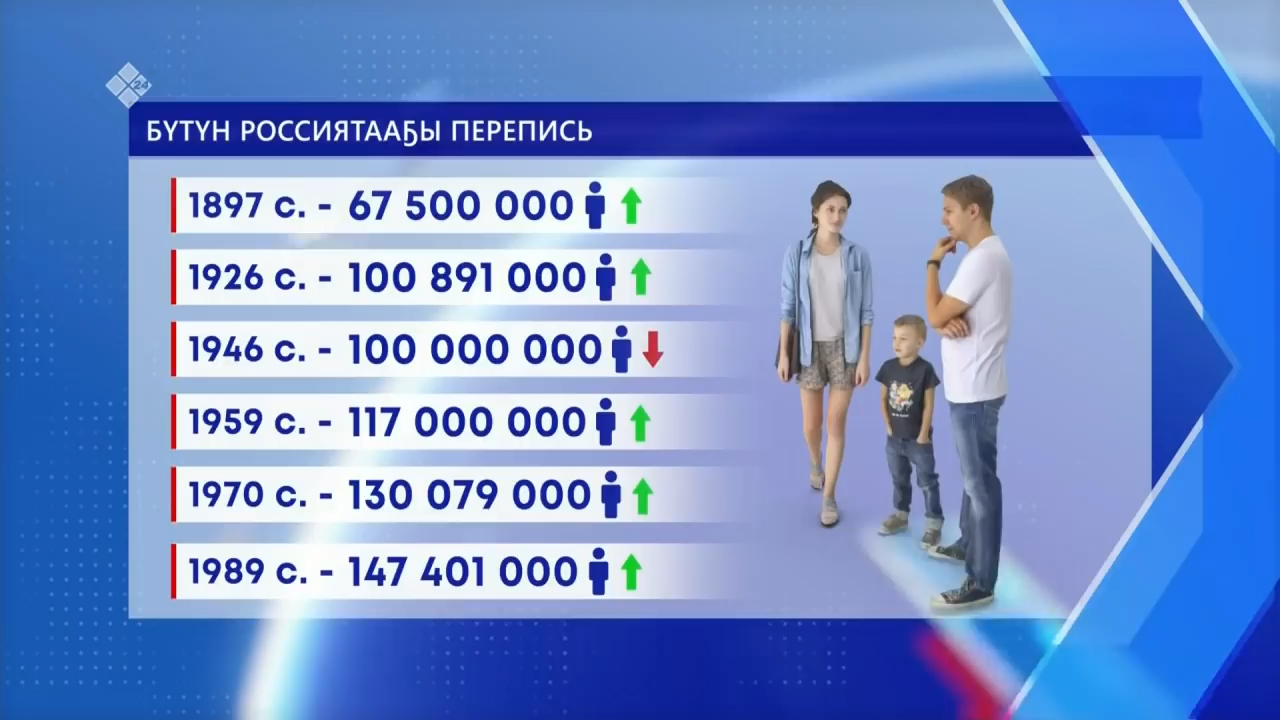 24
БҮТҮН РОССИЯТААҔЫ ПЕРЕПИСЬ
1897 с. - 67 500 000
1926 с. - 100 891 000
1946 с. - 100 000 000
1959 с. - 117 000 000
1970 с. - 130 079 000
1989 с. - 147 401 000